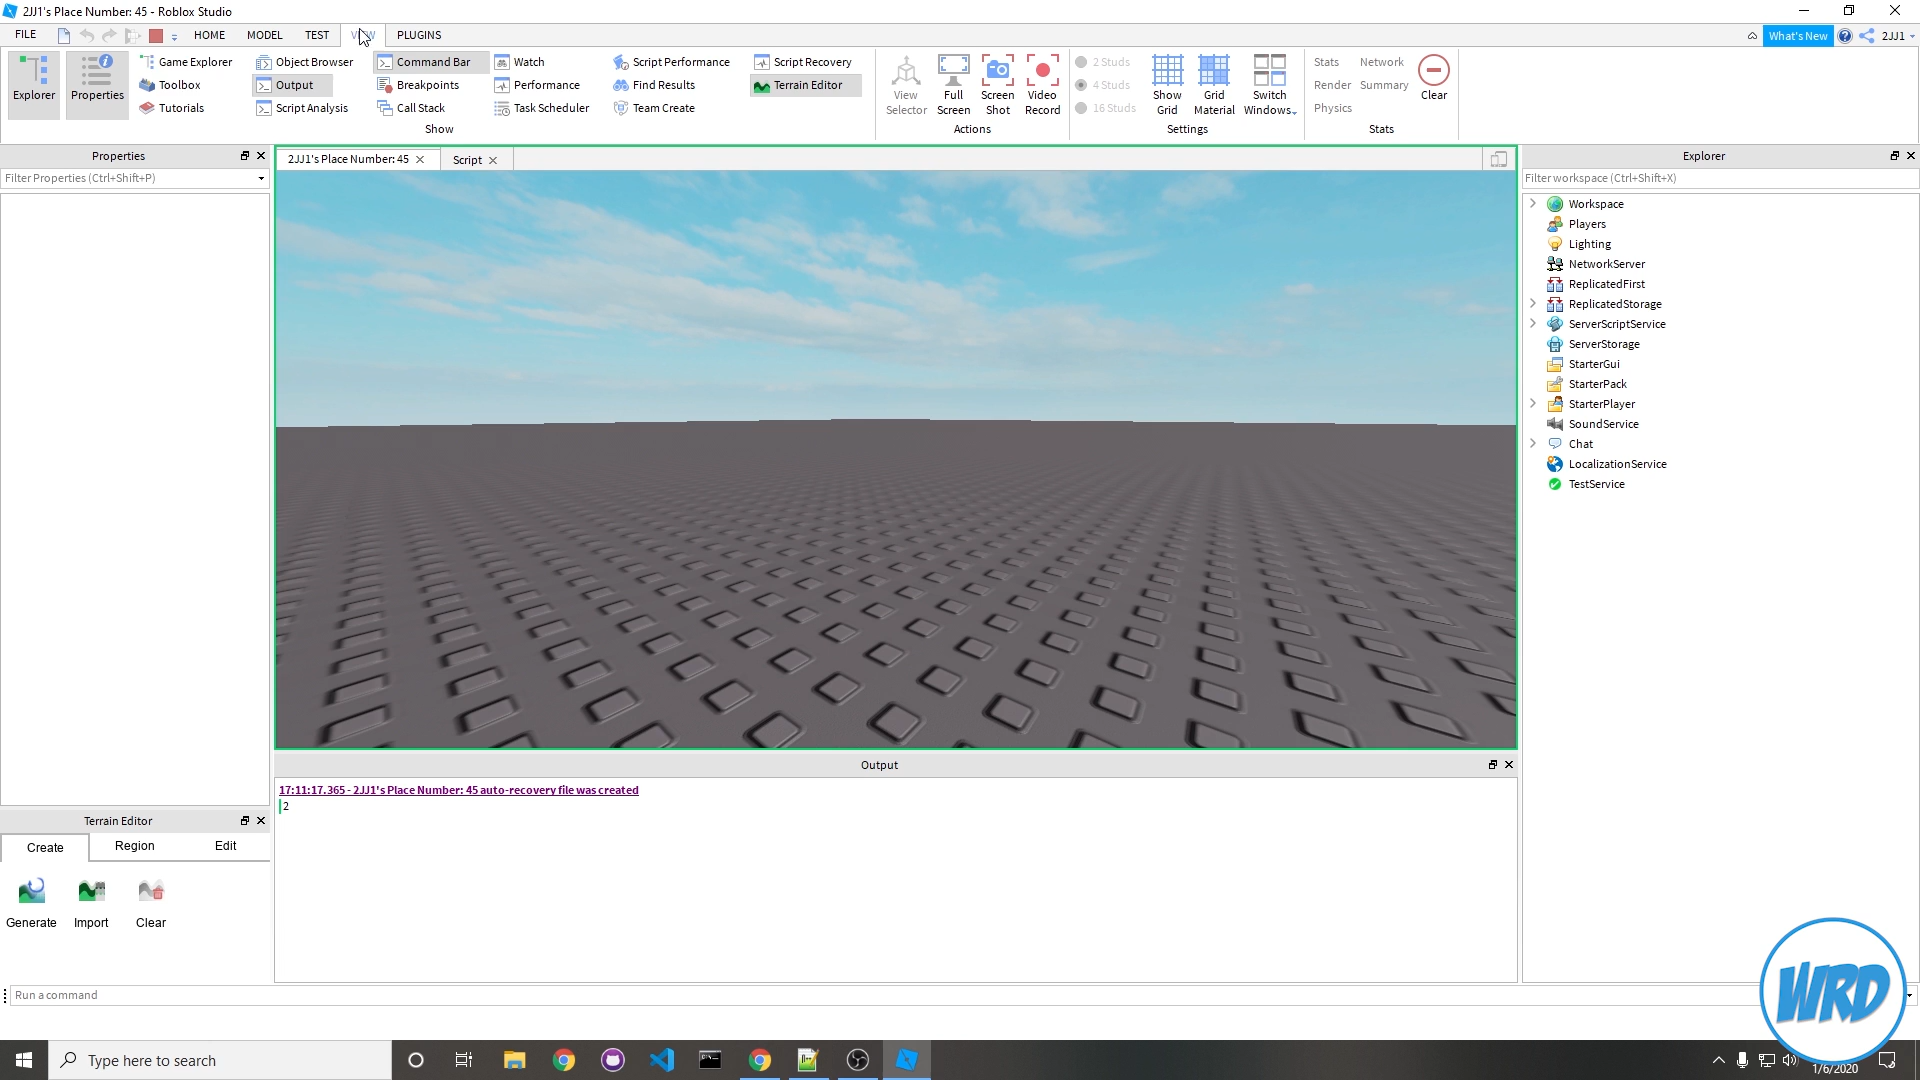 2JJ1's Place Number: 45 - Roblox Studio
FILE HOME MODEL TEST VIEW PLUGINS What's New 2JJ1
Explorer
Properties
Game Explorer
Toolbox
Tutorials
Object Browser
Output
Script Analysis
Command Bar
Breakpoints
Call Stack
Watch
Performance
Task Scheduler
Script Performance
Find Results
Team Create
Script Recovery
Terrain Editor
Show
View
Selector
Full
Screen
Screen
Shot
Video
Record
Actions
2 Studs
4 Studs
16 Studs
Show
Grid
Grid
Material
Switch
Windows
Settings
Stats Network
Render Summary
Physics
Clear
Stats
Properties
Filter Properties (Ctrl+Shift+P)
2JJ1's Place Number: 45
Script
Explorer
Filter workspace (Ctrl+Shift+X)
Workspace
Players
Lighting
NetworkServer
ReplicatedFirst
ReplicatedStorage
ServerScriptService
ServerStorage
StarterGui
StarterPack
StarterPlayer
SoundService
Chat
LocalizationService
TestService
Output
17:11:17.365 - 2JJ1's Place Number: 45 auto-recovery file was created
2
Terrain Editor
Create Region Edit
Generate Import Clear
Run a command
WRD
Type here to search
1/6/2020